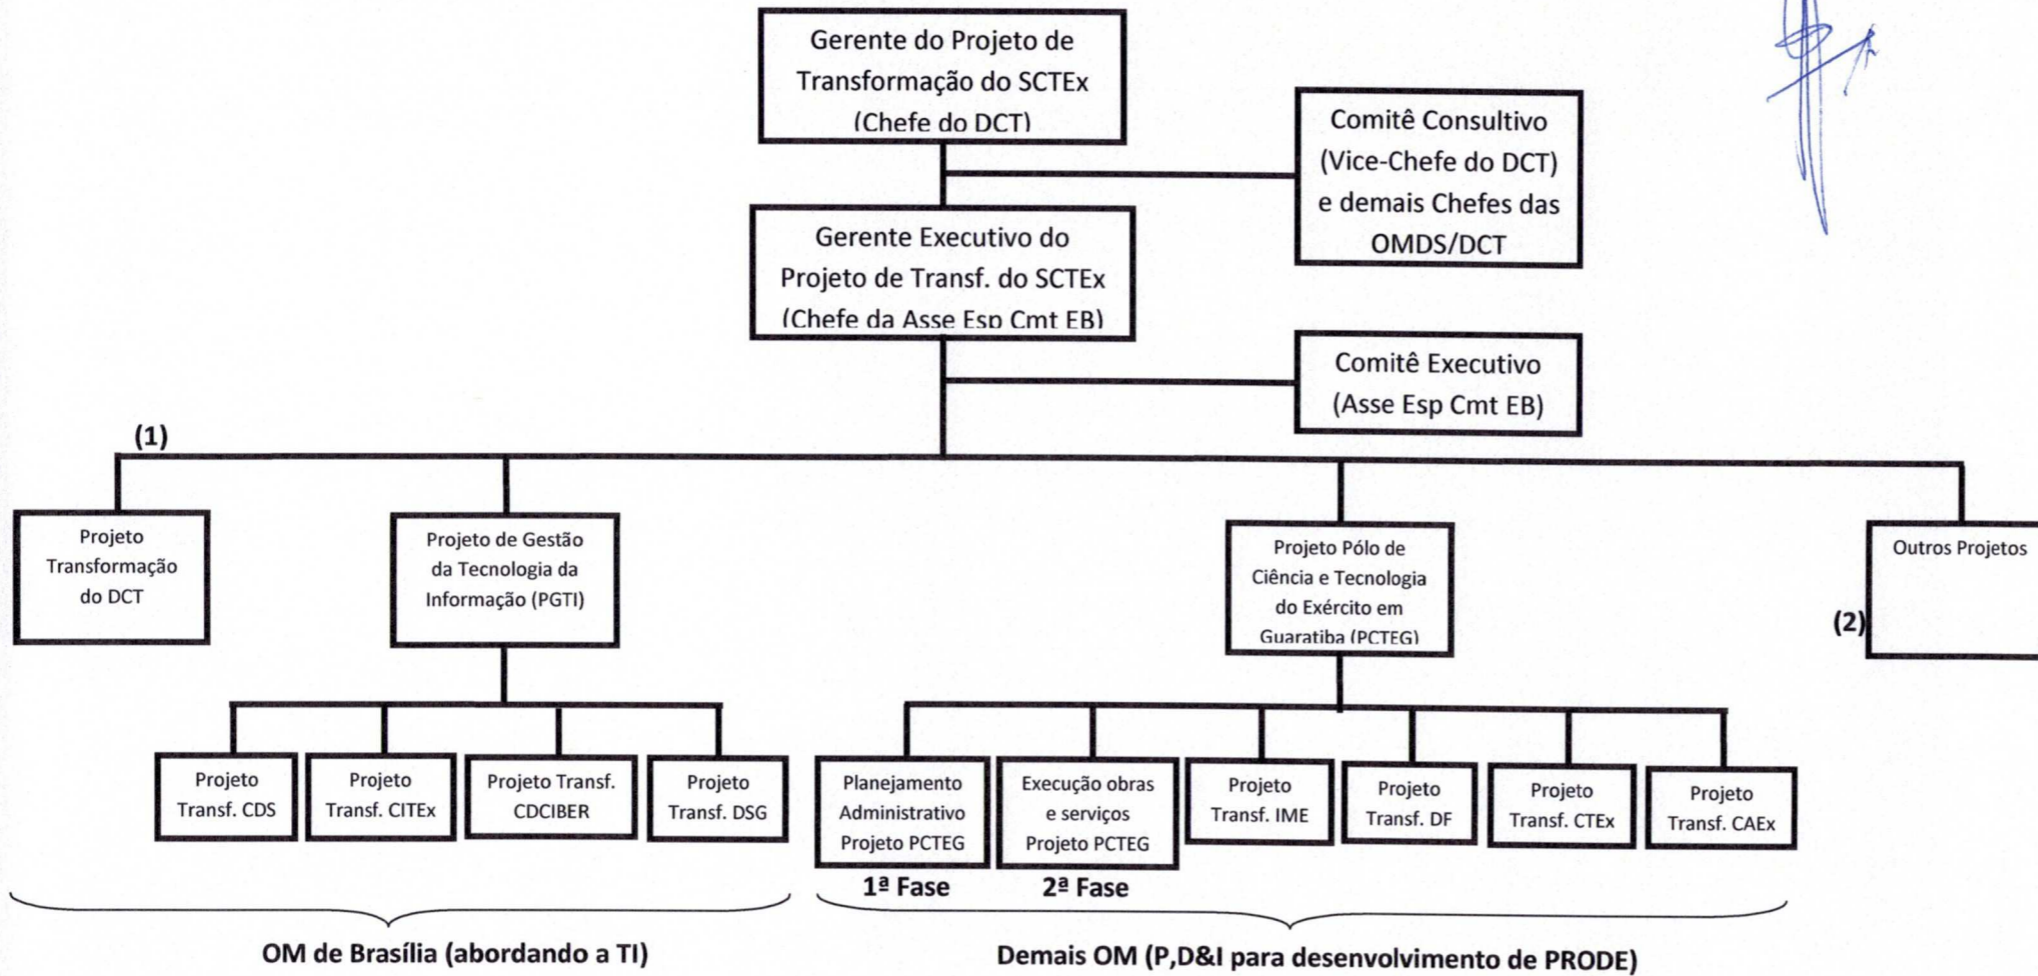 Gerente do Projeto de
Transformação do SCTEx
(Chefe do DCT)
Comitê Consultivo
(Vice-Chefe do DCT)
e demais Chefes das
OMDS/DCT
Gerente Executivo do
Projeto de Transf. do SCTEx
(Chefe da Asse Esp Cmt EB)
Comitê Executivo
(Asse Esp Cmt EB)
(1)
Projeto
Transformação
do DCT
Projeto de Gestão
da Tecnologia da
Informação (PGTI)
Projeto Pólo de
Ciência e Tecnologia
do Exército em
Guaratiba (PCTEG)
Outros Projetos
(2)
Projeto
Transf. CDS
Projeto
Transf. CITEx
Projeto Transf.
CDCIBER
Projeto
Transf. DSG
Planejamento
Administrativo
Projeto PCTEG
1ª Fase
Execução obras
e serviços
Projeto PCTEG
2ª Fase
Projeto
Transf. IME
Projeto
Transf. DF
Projeto
Transf. CTEx
Projeto
Transf. CAEx
OM de Brasília (abordando a TI)
Demais OM (P,D&I para desenvolvimento de PRODE)